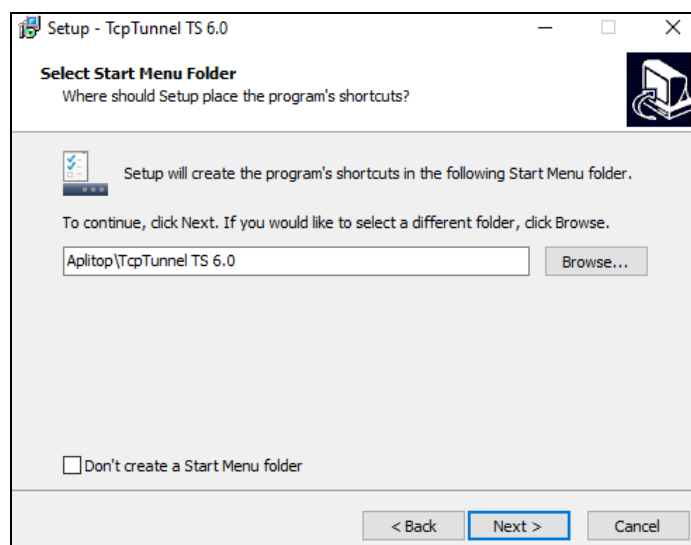 Setup - TcpTunnel TS 6.0
Select Start Menu Folder
Where should Setup place the program's shortcuts?
Setup will create the program's shortcuts in the following Start Menu folder.
To continue, click Next. If you would like to select a different folder, click Browse.
Aplitop\TcpTunnel TS 6.0
Browse...
Don't create a Start Menu folder
< Back
Next >
Cancel